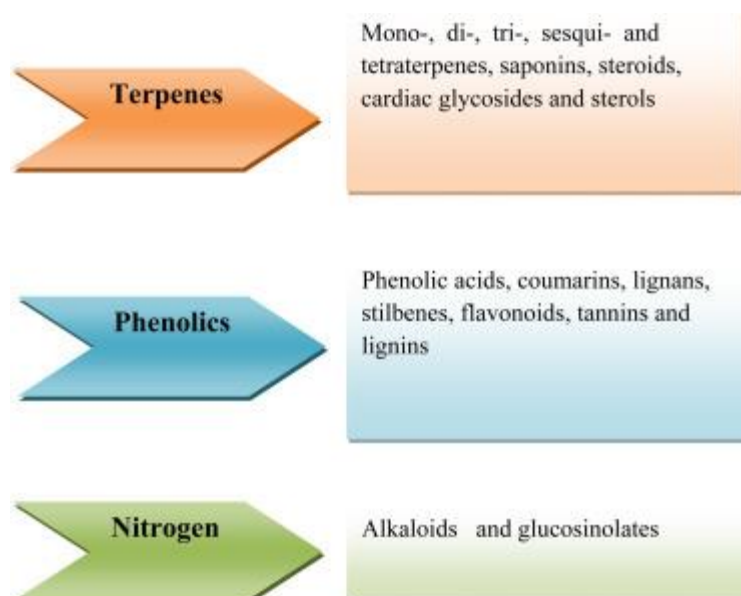 Terpenes
Mono-, di-, tri-, sesqui- and
tetraterpenes, saponins, steroids,
cardiac glycosides and sterols
Phenolics
Phenolic acids, coumarins, lignans,
stilbenes, flavonoids, tannins and
lignins
Nitrogen
Alkaloids and glucosinolates